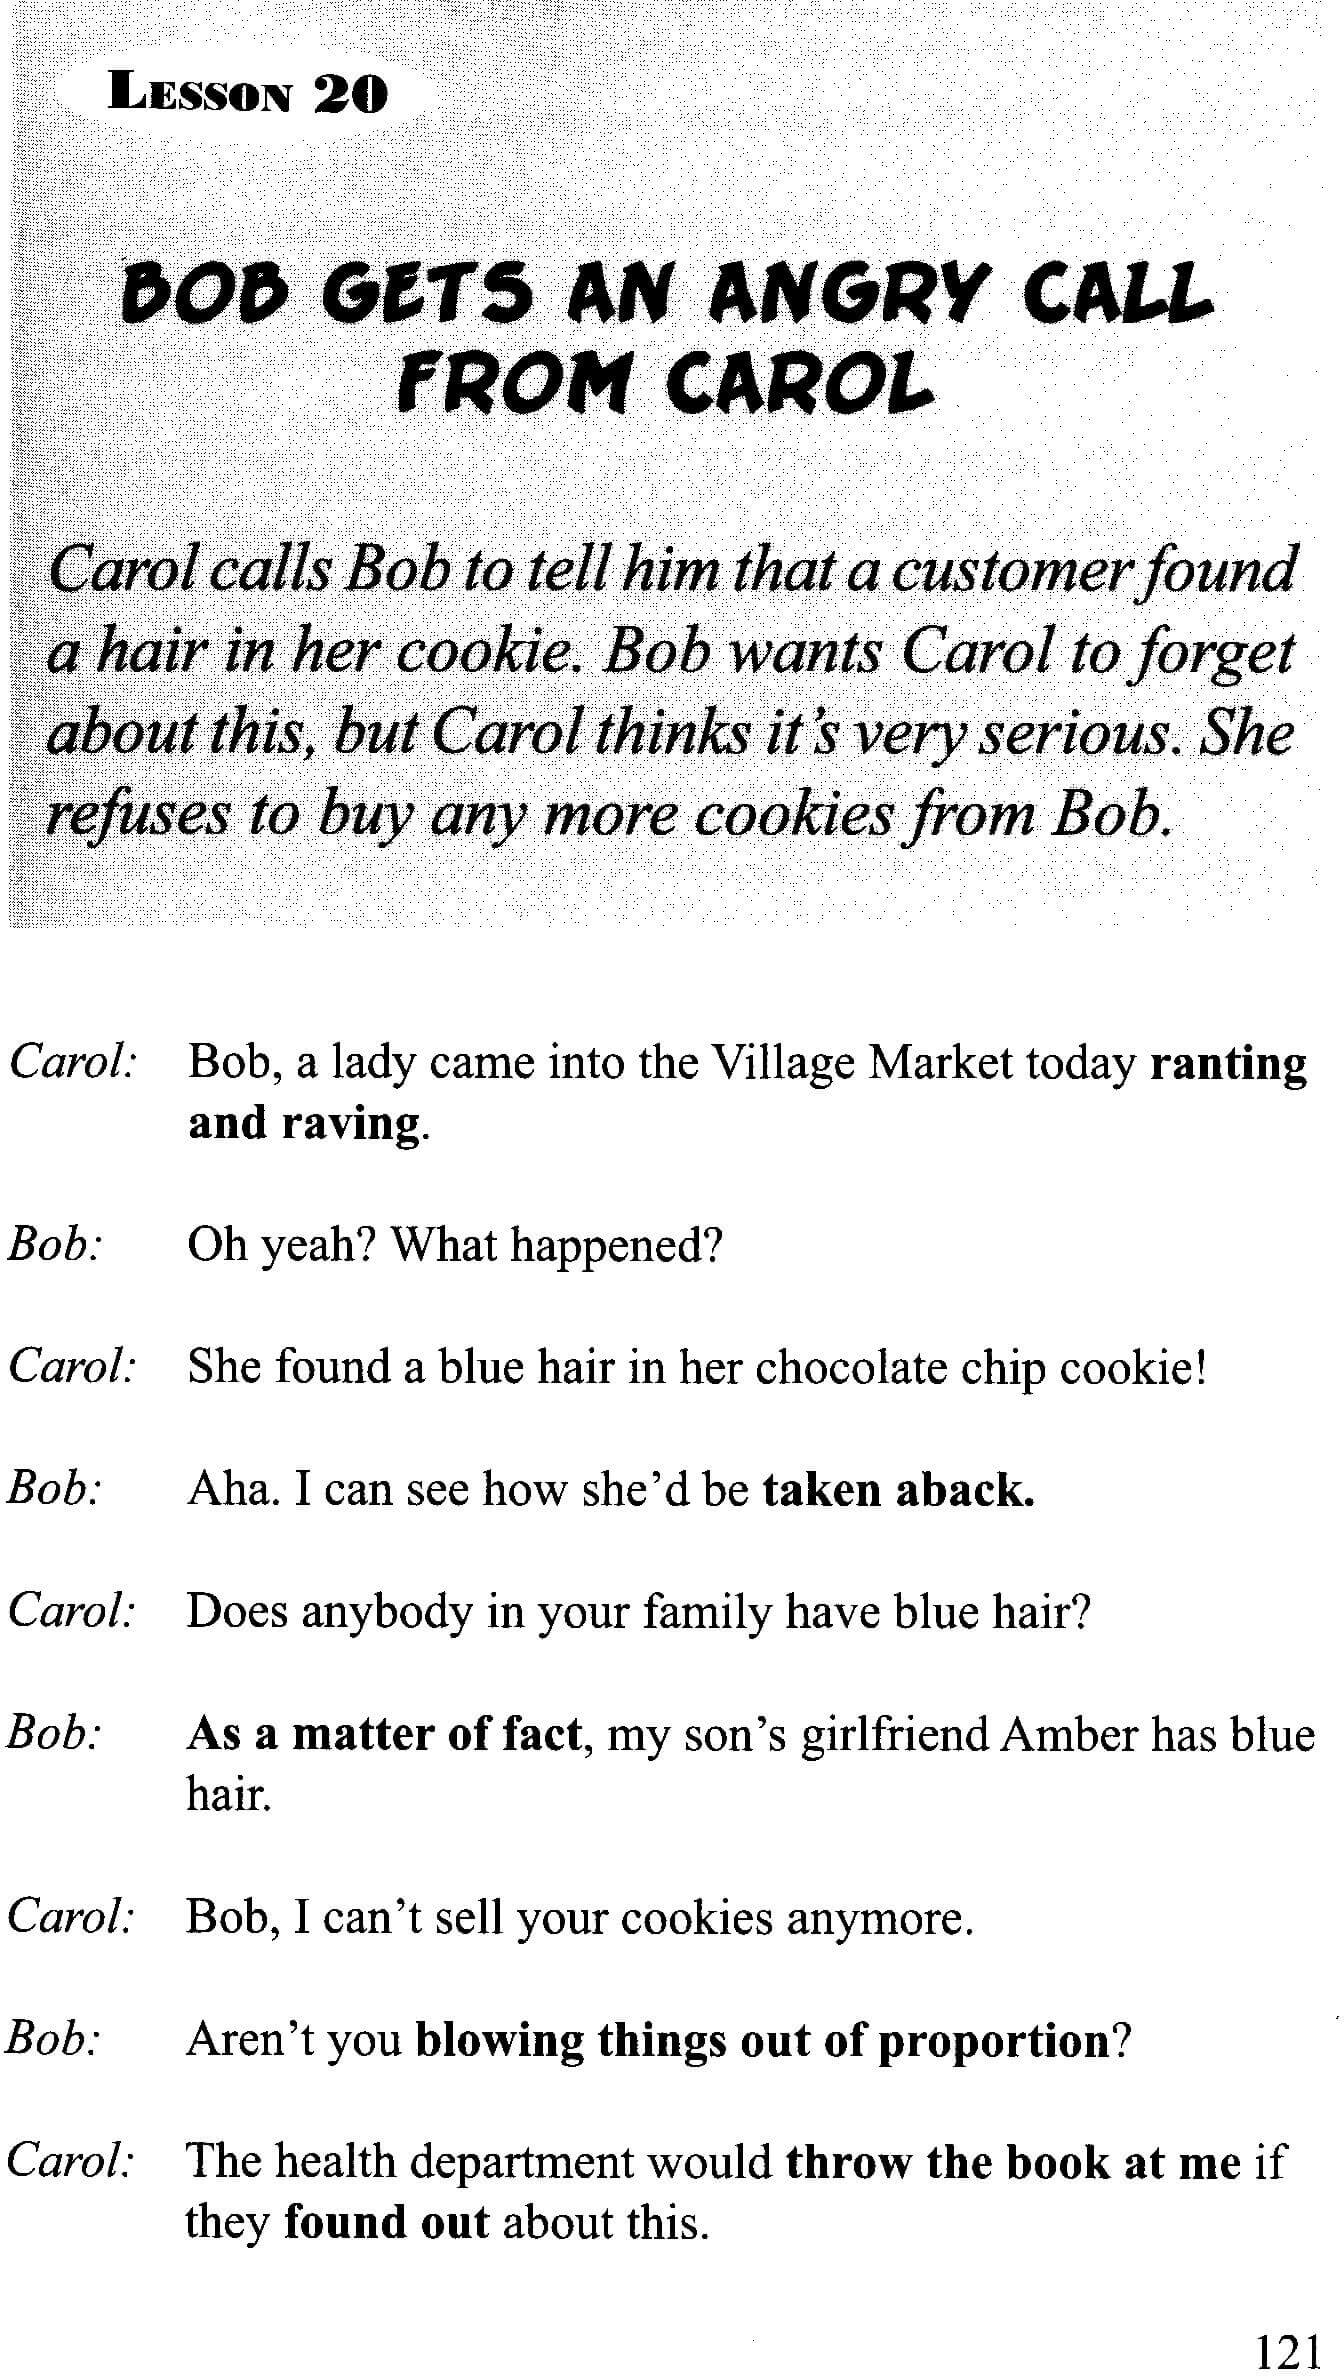 LESSON 20
BOB GETS AN ANGRY CALL
FROM CAROL
Carol calls Bob to tell him that a customer found
a hair in her cookie. Bob wants Carol to forget
about this, but Carol thinks it's very serious. She
refuses to buy any more cookies from Bob.
Carol: Bob, a lady came into the Village Market today ranting
and raving.
Bob: Oh yeah? What happened?
Carol: She found a blue hair in her chocolate chip cookie!
Bob: Aha. I can see how she'd be taken aback.
Carol: Does anybody in your family have blue hair?
Bob: As a matter of fact, my son's girlfriend Amber has blue
hair.
Carol: Bob, I can't sell your cookies anymore.
Bob: Aren't you blowing things out of proportion?
Carol: The health department would throw the book at me if
they found out about this.
121